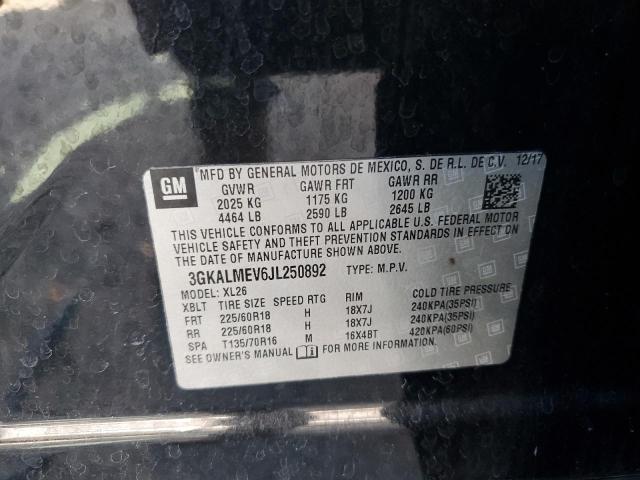 GM
MFD BY GENERAL MOTORS DE MEXICO, S. DE R.L. DE C.V. 12/17
GVWR GAWR FRT GAWR RR
2025 KG 1175 KG 1200 KG
4464 LB 2590 LB 2645 LB
THIS VEHICLE CONFORMS TO ALL APPLICABLE U.S. FEDERAL MOTOR
VEHICLE SAFETY AND THEFT PREVENTION STANDARDS IN EFFECT ON
THE DATE OF MANUFACTURE SHOWN ABOVE.
3GKALMEV6JL250892 TYPE: M.P.V.
MODEL: XL26
XBLT TIRE SIZE SPEED RTG RIM COLD TIRE PRESSURE
FRT 225/60R18 H 18X7J 240KPA(35PSI)
RR 225/60R18 H 18X7J 240KPA(35PSI)
SPA T135/70R16 M 16X4BT 420KPA(60PSI)
SEE OWNER'S MANUAL FOR MORE INFORMATION.